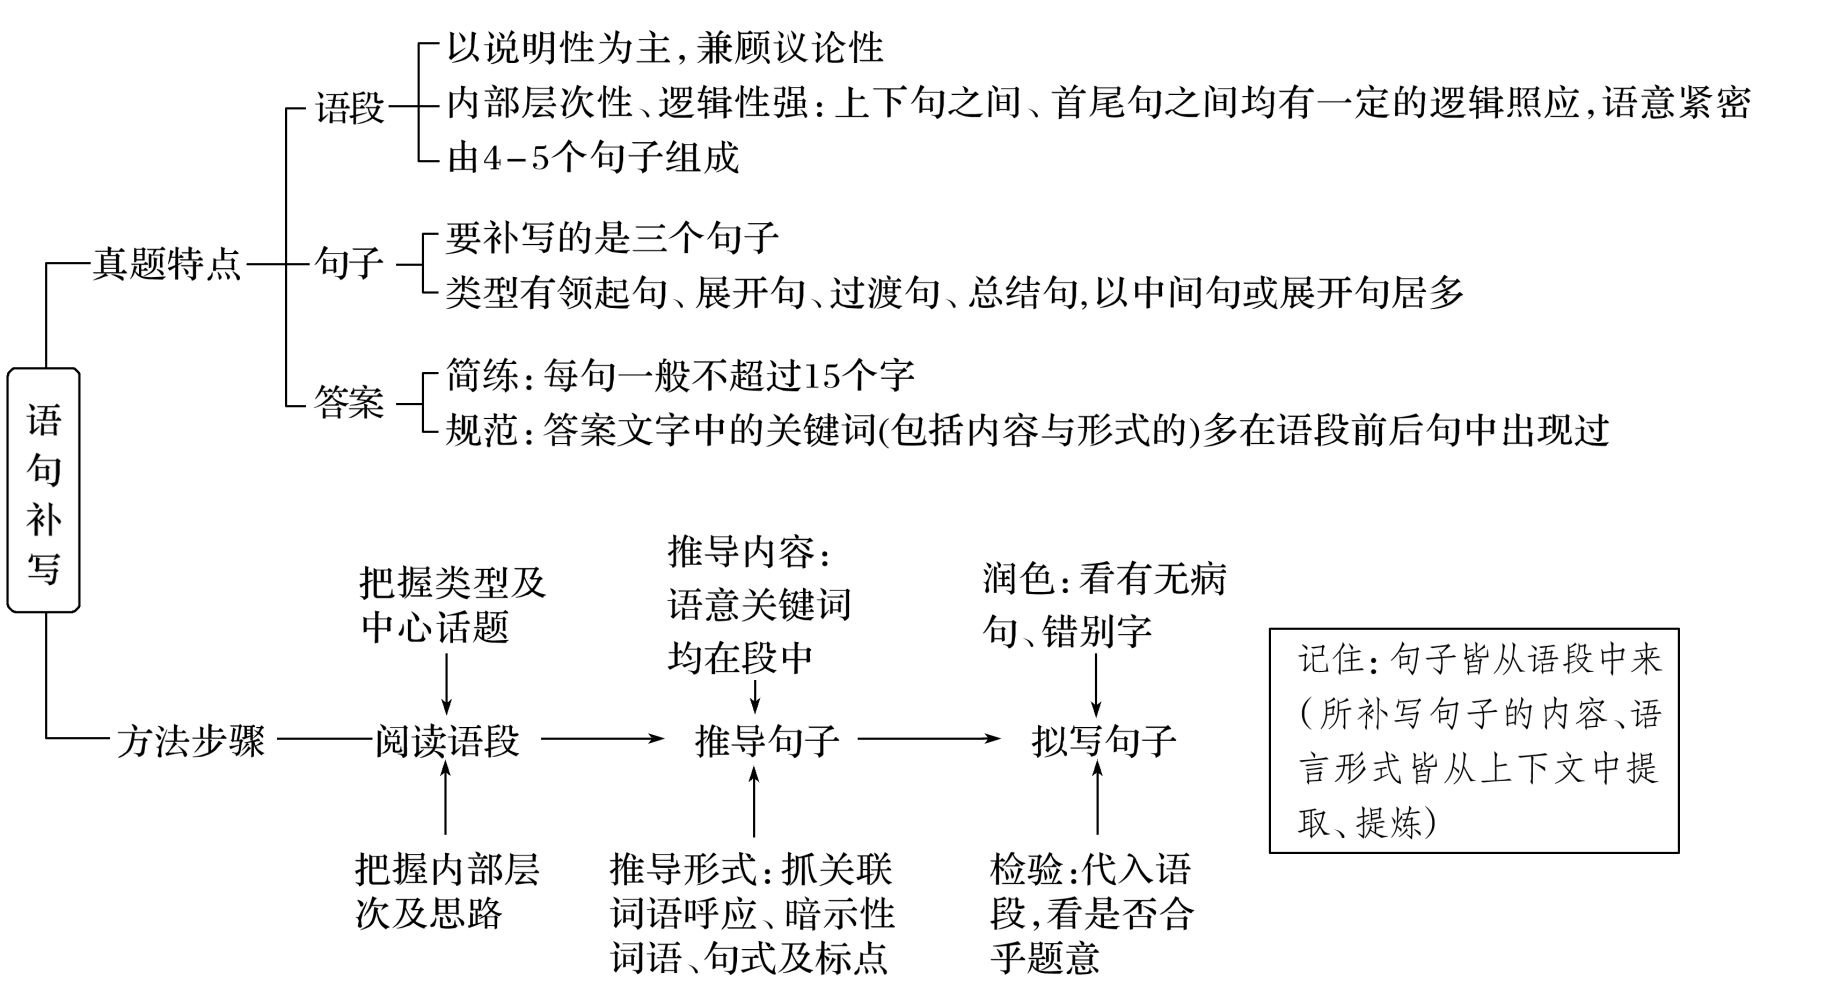 语句补写
真题特点
语段
以说明性为主,兼顾议论性
内部层次性、逻辑性强:上下句之间、首尾句之间均有一定的逻辑照应,语意紧密
由4-5个句子组成
句子
要补写的是三个句子
类型有领起句、展开句、过渡句、总结句,以中间句或展开句居多
答案
简练:每句一般不超过15个字
规范:答案文字中的关键词(包括内容与形式的)多在语段前后句中出现过
方法步骤
把握类型及
中心话题
阅读语段
把握内部层
次及思路
推导内容:
语意关键词
均在段中
推导句子
推导形式:抓关联
词语呼应、暗示性
词语、句式及标点
润色:看有无病
句、错别字
拟写句子
检验:代入语
段,看是否合
乎题意
记住:句子皆从语段中来
(所补写句子的内容、语
言形式皆从上下文中提
取、提炼)